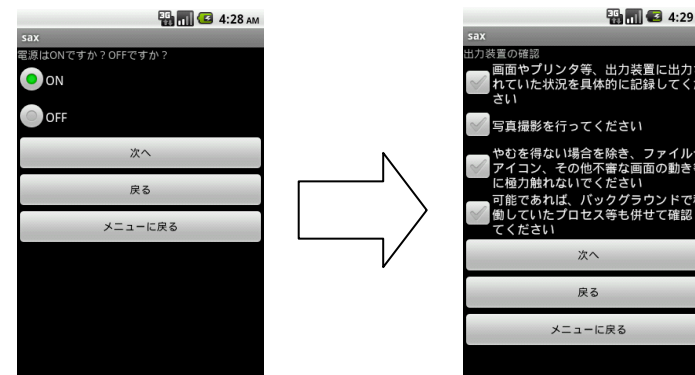 3G 4:28 AM
sax
電源はONですか？OFFですか？
ON
OFF
次へ
戻る
メニューに戻る
3G 4:29
sax
出力装置の確認
画面やプリンタ等、出力装置に出力
れていた状況を具体的に記録してく
さい
写真撮影を行ってください
やむを得ない場合を除き、ファイル
アイコン、その他不審な画面の動き
に極力触れないでください
可能であれば、バックグラウンドで
働していたプロセス等も併せて確認
てください
次へ
戻る
メニューに戻る